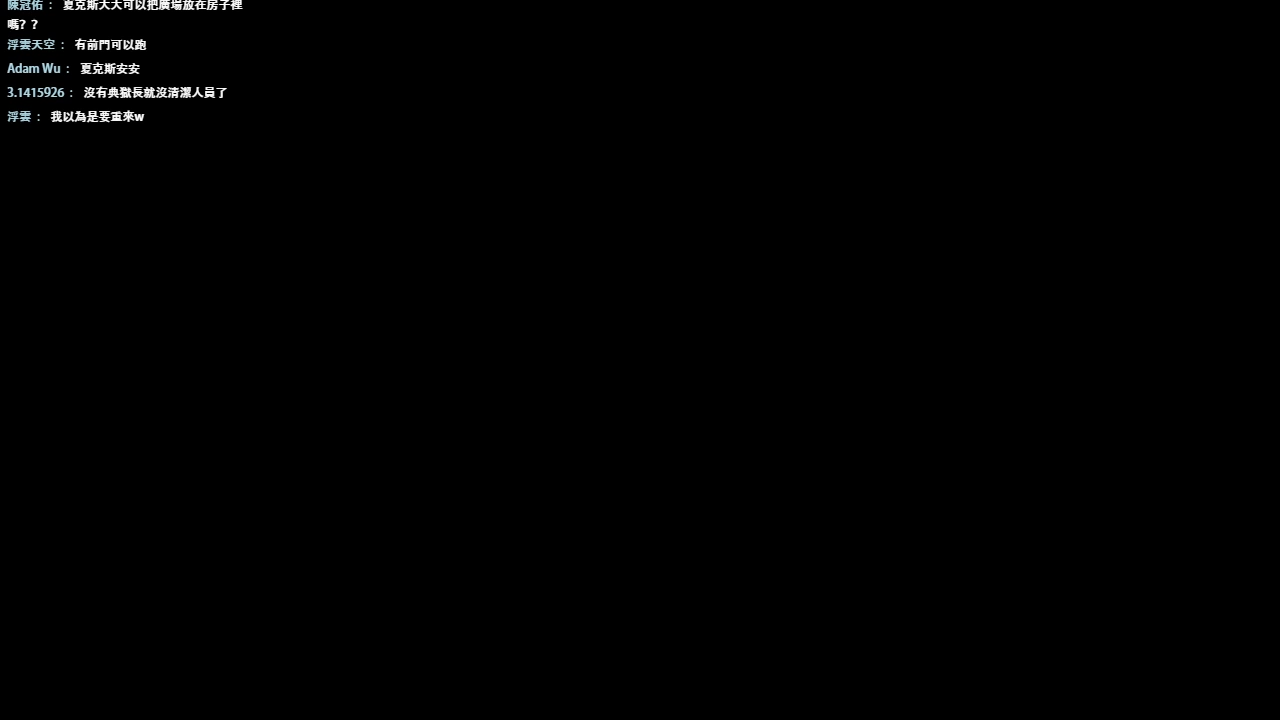 陳冠佑： 夏克斯大大可以把廣場放在房子裡
嗎？？
浮雲天空： 有前門可以跑
Adam Wu： 夏克斯安安
3.1415926： 沒有典獄長就沒清潔人員了
浮雲： 我以為是要重來w